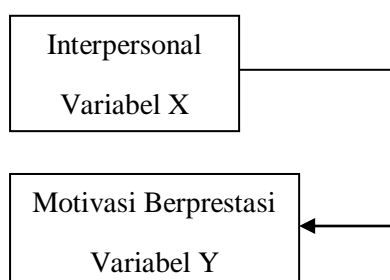 Interpersonal
Variabel X
Motivasi Berprestasi
Variabel Y